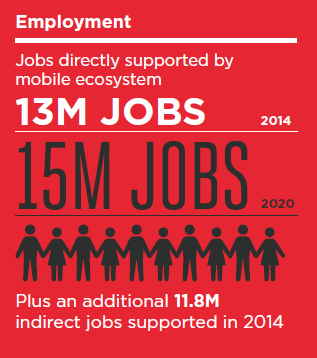 Employment
Jobs directly supported by
mobile ecosystem
13M JOBS 2014
15M JOBS 2020
Plus an additional 11.8M
indirect jobs supported in 2014